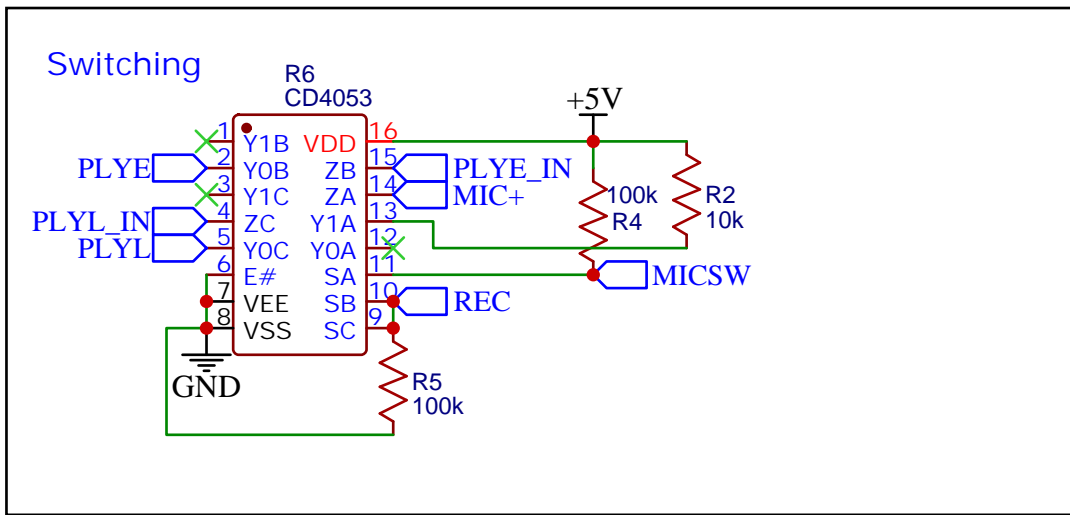 Switching
R6
CD4053
+5V
1 Y1B VDD 16
PLYE 2 Y0B ZB 15 PLYE_IN
3 Y1C ZA 14 MIC+
PLYL_IN 4 ZC Y1A 13
PLYL 5 Y0C Y0A 12
6 E# SA 11 MICSW
7 VEE SB 10 REC
8 VSS SC 9
100k
R4
R2
10k
GND
R5
100k